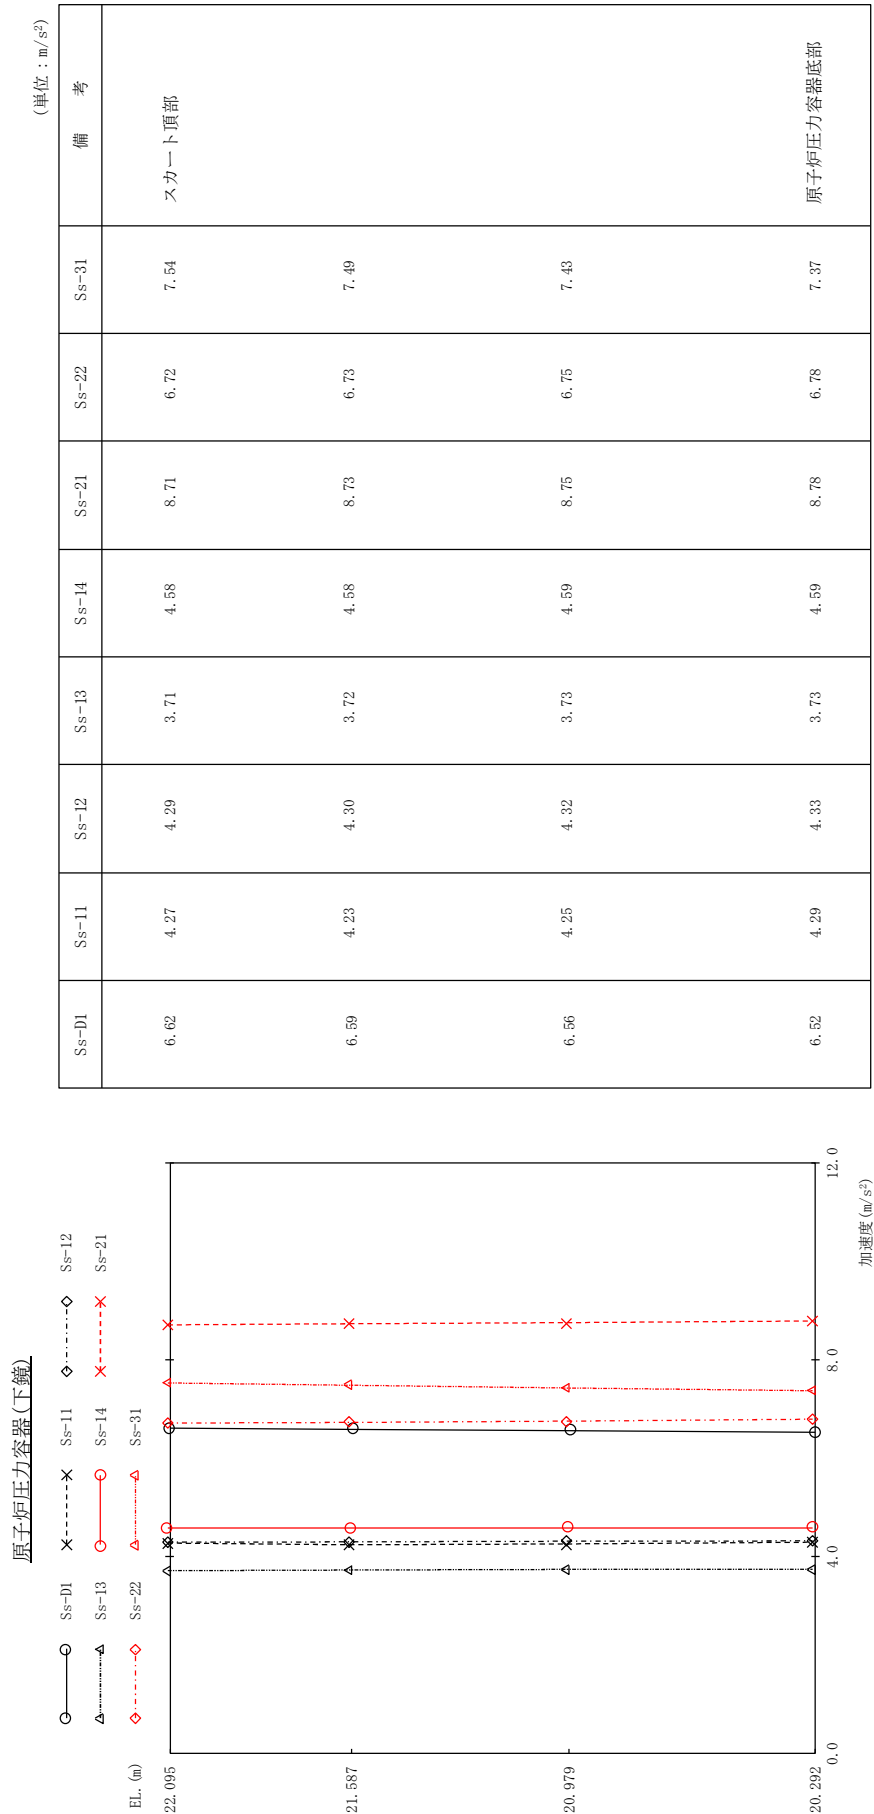 原子炉圧力容器(下鏡)
Ss-D1 Ss-11 Ss-12
Ss-13 Ss-14 Ss-21
Ss-22 Ss-31
EL.(m)
22.095
21.587
20.979
20.292
0.0 4.0 8.0 12.0
加速度(m/s²)
(単位:m/s²)
Ss-D1 Ss-11 Ss-12 Ss-13 Ss-14 Ss-21 Ss-22 Ss-31 備 考
6.62 4.27 4.29 3.71 4.58 8.71 6.72 7.54 スカート頂部
6.59 4.23 4.30 3.72 4.58 8.73 6.73 7.49
6.56 4.25 4.32 3.73 4.59 8.75 6.75 7.43
6.52 4.29 4.33 3.73 4.59 8.78 6.78 7.37 原子炉圧力容器底部